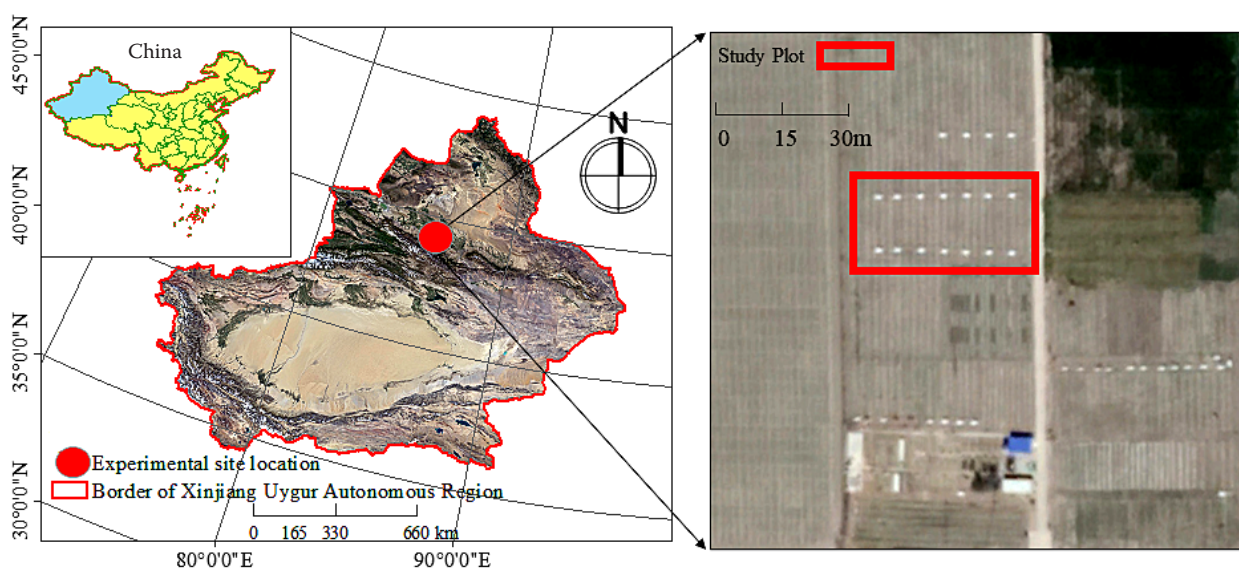 China
45°0'0"N
40°0'0"N
35°0'0"N
30°0'0"N
N
Experimental site location
Border of Xinjiang Uygur Autonomous Region
0 165 330 660 km
80°0'0"E 90°0'0"E
Study Plot
0 15 30m